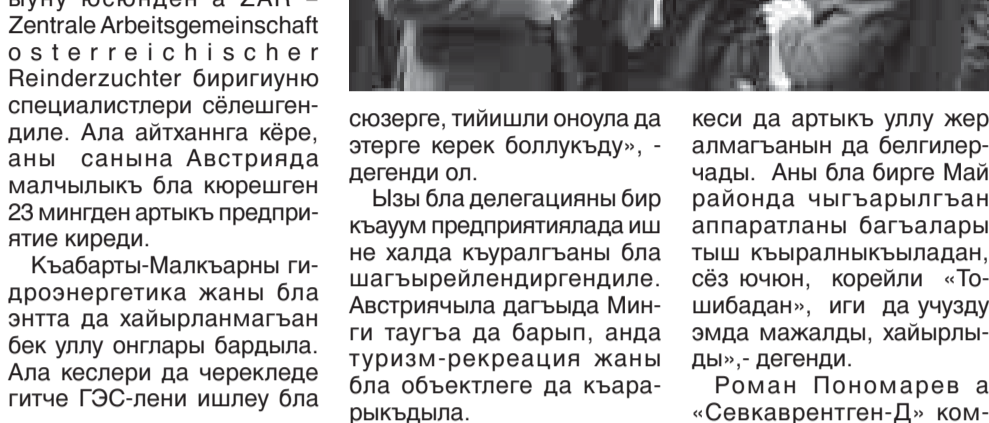 ыуну юсюнден а ZAR –
Zentrale Arbeitsgemeinschaft
osterreichischer
Reinderzuchter биригиуню
специалистлери сёлешген-
диле. Ала айтханнга кёре,
аны санына Австрияда
малчылыкъ бла кюрешген
23 мингден артыкъ предпри-
ятие киреди.
Къабарты-Малкъарны ги-
дроэнергетика жаны бла
энтта да хайырланмагъан
бек уллу онглары бардыла.
Ала кеслери да черекледе
гитче ГЭС-лени ишлеу бла
сюзерге, тийишли оноула да
этерге керек боллукъду», -
дегенди ол.
Ызы бла делегацияны бир
къауум предприятиялада иш
не халда къуралгъаны бла
шагъырейлендиргендиле.
Австриячыла дагъыда Мин-
ги таугъа да барып, анда
туризм-рекреация жаны
бла объектлеге да къара-
рыкъдыла.
кеси да артыкъ уллу жер
алмагъанын да белгилер-
чады. Аны бла бирге Май
районда чыгъарылгъан
аппаратланы багъалары
тыш къыралныкъыладан,
сёз ючюн, корейли «То-
шибадан», иги да учузду
эмда мажалды, хайырлы-
ды»,- дегенди.
Роман Пономарев а
«Севкаврентген-Д» ком-